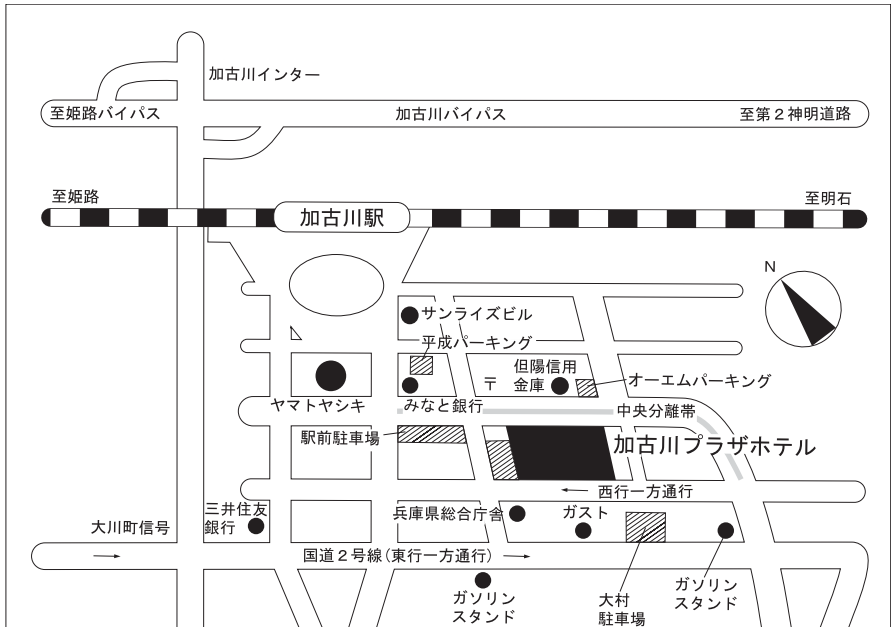 加古川インター
至姫路バイパス
加古川バイパス
至第2神明道路
至姫路
加古川駅
至明石
N
サンライズビル
平成パーキング
〒
但陽信用
金庫
オーエムパーキング
ヤマトヤシキ
みなと銀行
中央分離帯
駅前駐車場
加古川プラザホテル
← 西行一方通行
三井住友
銀行
兵庫県総合庁舎
ガスト
大川町信号
→
国道2号線(東行一方通行) →
ガソリン
スタンド
大村
駐車場
ガソリン
スタンド